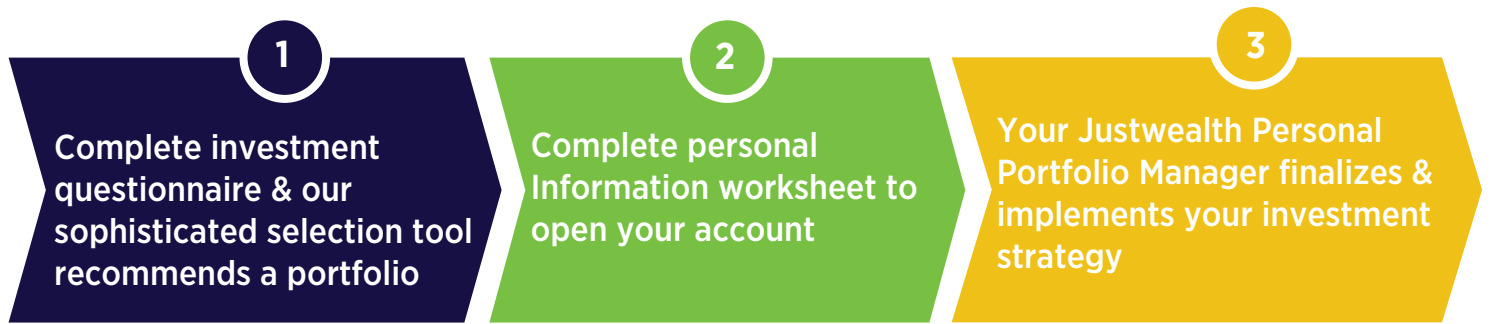 1
Complete investment
questionnaire & our
sophisticated selection tool
recommends a portfolio
2
Complete personal
Information worksheet to
open your account
3
Your Justwealth Personal
Portfolio Manager finalizes &
implements your investment
strategy